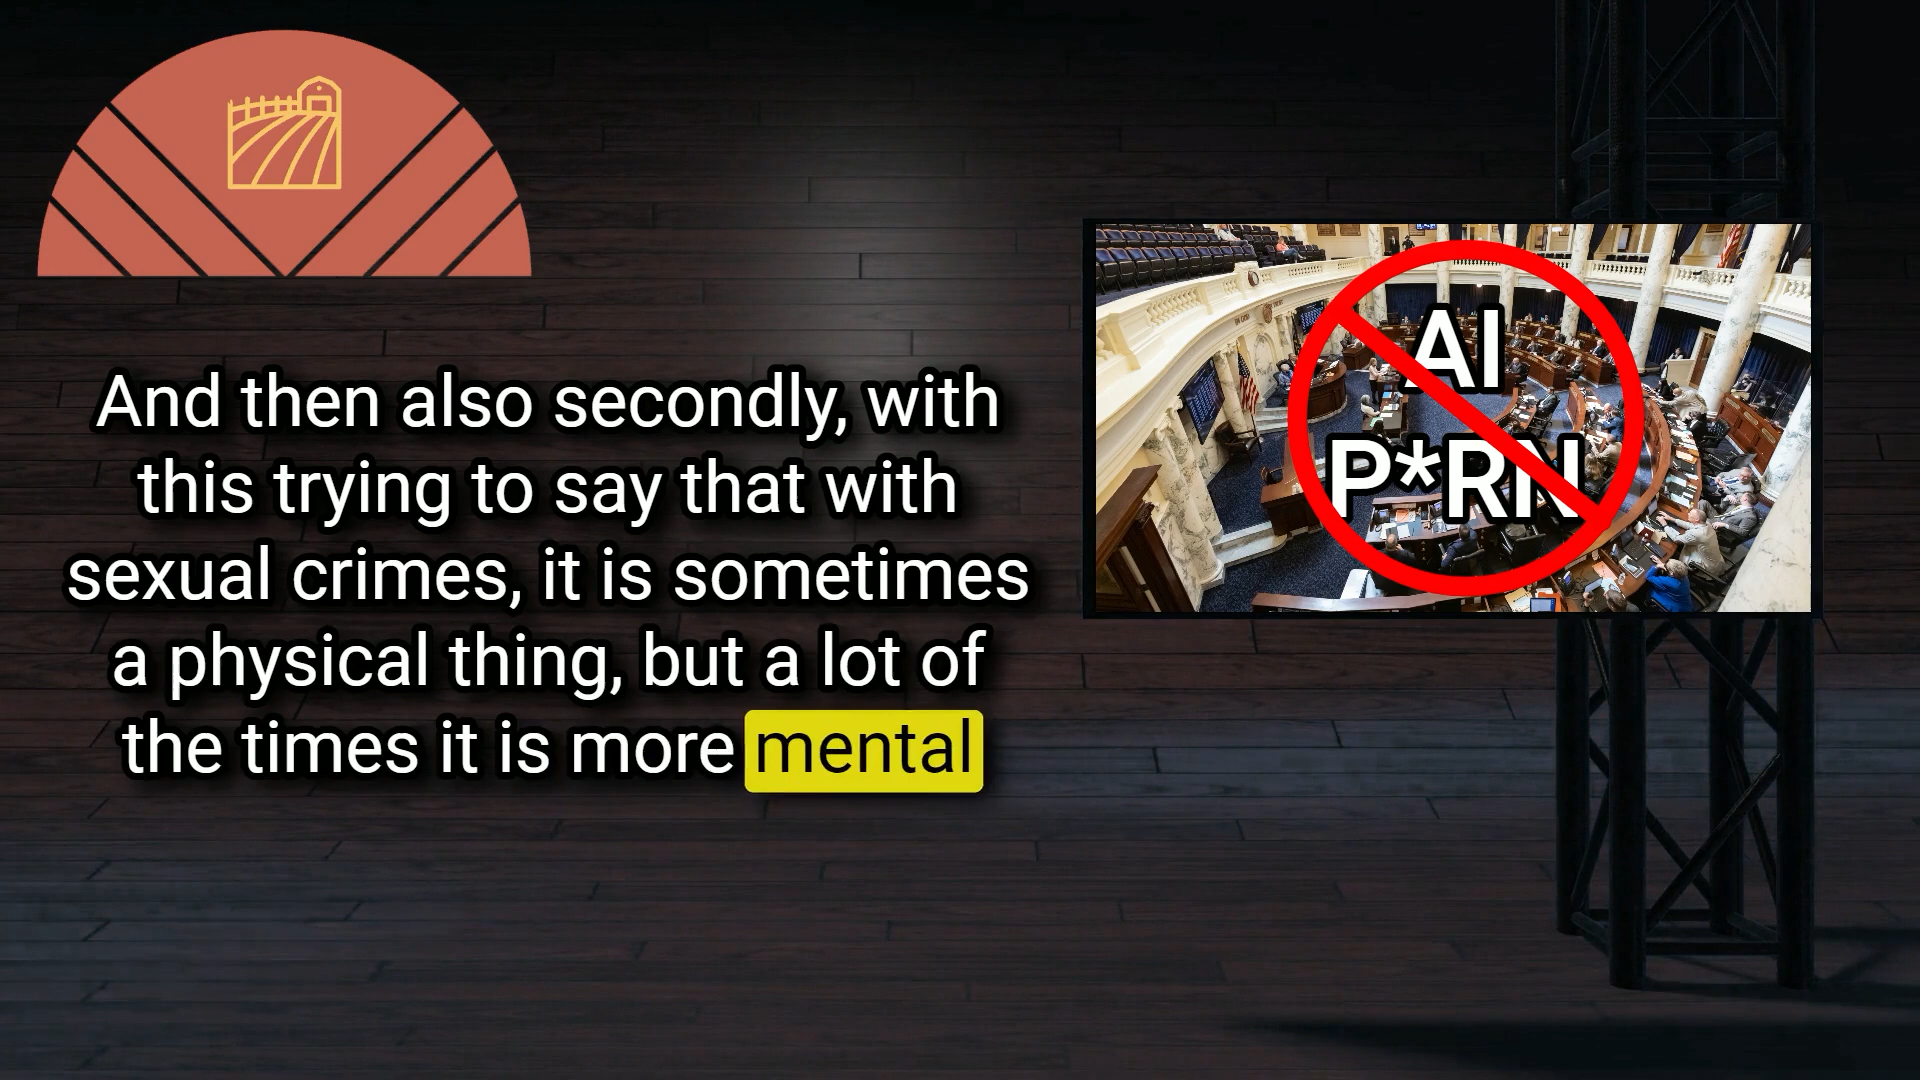 And then also secondly, with
this trying to say that with
sexual crimes, it is sometimes
a physical thing, but a lot of
the times it is more mental
AI
P*RN